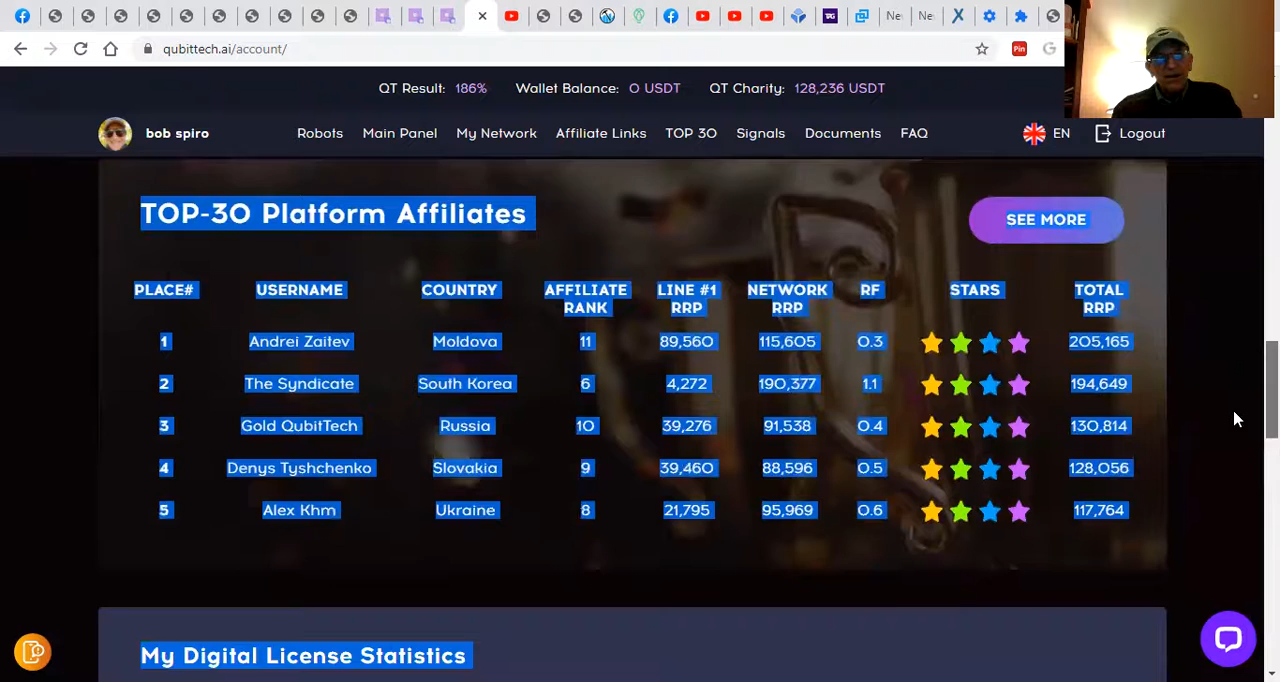 Ne
Ne
qubittech.ai/account/
QT Result: 186% Wallet Balance: 0 USDT QT Charity: 128,236 USDT
bob spiro Robots Main Panel My Network Affiliate Links TOP 30 Signals Documents FAQ EN Logout
TOP-30 Platform Affiliates SEE MORE
PLACE# USERNAME COUNTRY AFFILIATE RANK LINE #1 RRP NETWORK RRP RF STARS TOTAL RRP
1 Andrei Zaitev Moldova 11 89,560 115,605 0.3 205,165
2 The Syndicate South Korea 6 4,272 190,377 1.1 194,649
3 Gold QubitTech Russia 10 39,276 91,538 0.4 130,814
4 Denys Tyshchenko Slovakia 9 39,460 88,596 0.5 128,056
5 Alex Khm Ukraine 8 21,795 95,969 0.6 117,764
My Digital License Statistics